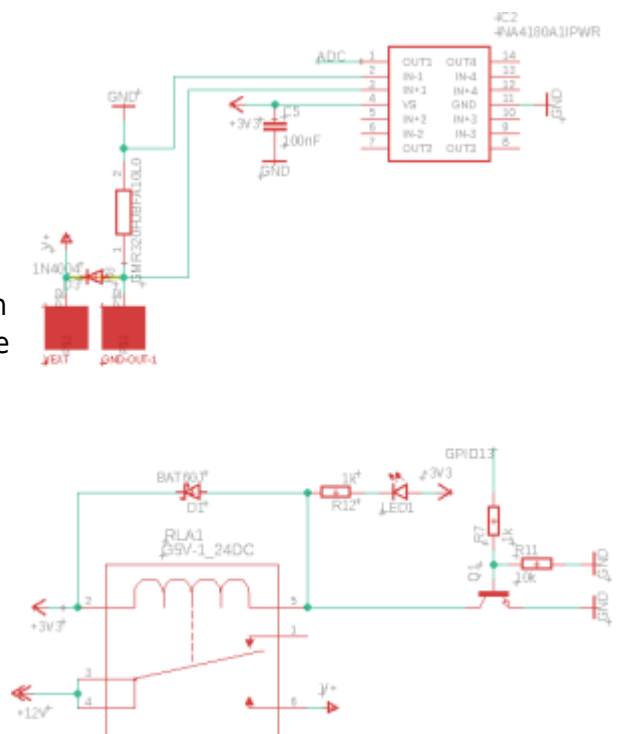 IC2
INA4180A1IPWR
ADC
1 OUT1 OUT4 14
2 IN-1 IN-4 13
3 IN+1 IN+4 12
4 VS GND 11
5 IN+2 IN+3 10
6 IN-2 IN-3 9
7 OUT2 OUT3 8
GND
GND
+3V3
C5
100nF
GND
2
1
V+
1N4004
VEXT
GND-OUT-1
n
e
BAT60J
D1
1k
R12
LED1
+3V3
GPIO13
R7
1k
R11
10k
GND
Q1
GND
RLA1
G5V-1_24DC
2
5
+3V3
1
3
4
+12V
6
V+